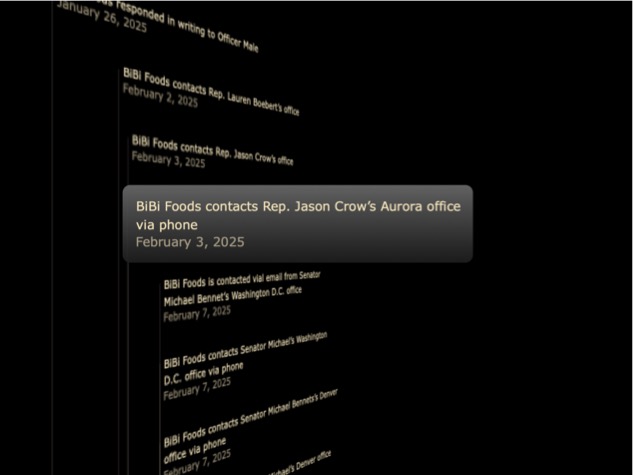 us responded in writing to Officer Male
January 26, 2025
BiBi Foods contacts Rep. Lauren Boebert's office
February 2, 2025
BiBi Foods contacts Rep. Jason Crow's office
February 3, 2025
BiBi Foods contacts Rep. Jason Crow's Aurora office
via phone
February 3, 2025
BiBi Foods is contacted vial email from Senator
Michael Bennet's Washington D.C. office
February 7, 2025
BiBi Foods contacts Senator Michael's Washington
D.C. office via phone
February 7, 2025
BiBi Foods contacts Senator Michael Bennets's Denver
office via phone
February 7, 2025
hael's Denver office